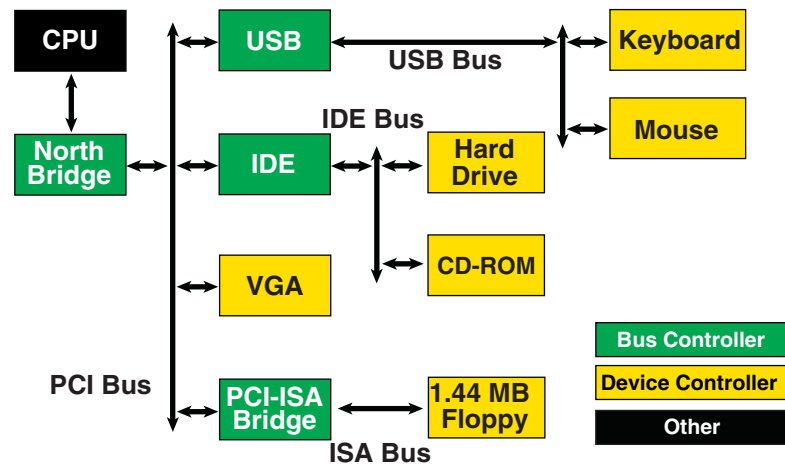 CPU
USB
Keyboard
USB Bus
Mouse
IDE Bus
North
Bridge
IDE
Hard
Drive
VGA
CD-ROM
Bus Controller
PCI Bus
PCI-ISA
Bridge
1.44 MB
Floppy
Device Controller
ISA Bus
Other